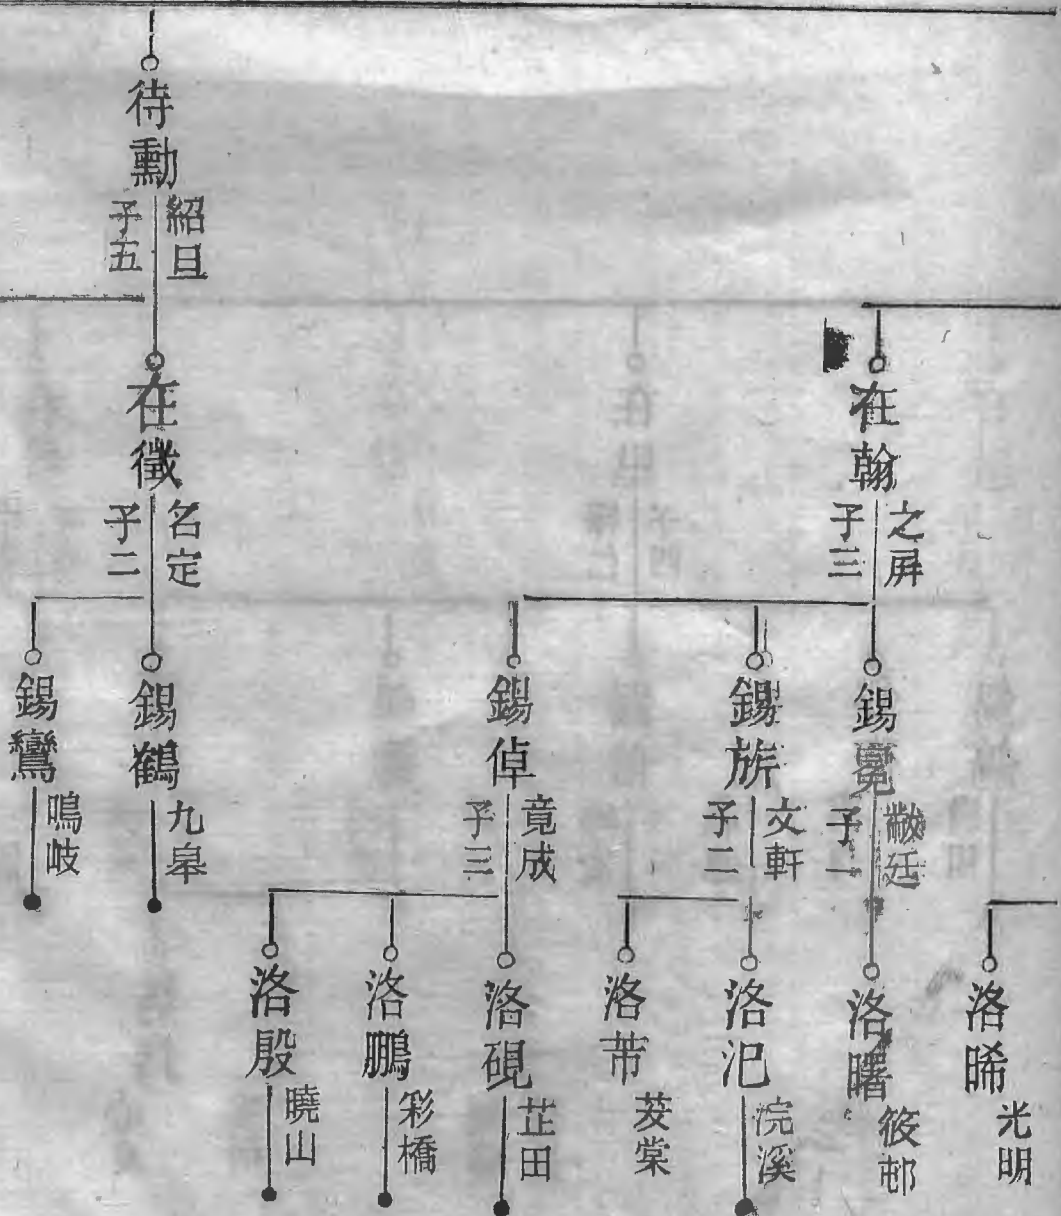 待勳
紹旦
子五
在翰
之屏
子三
在徵
名定
子二
錫冕
黻廷
子一
錫旂
文軒
子二
錫倬
竟成
子三
錫鶴
九皋
錫鸞
鳴岐
洛晞
光明
洛曙
筱邨
洛汜
浣溪
洛芾
茇棠
洛硯
芷田
洛鵬
彩橋
洛殷
曉山